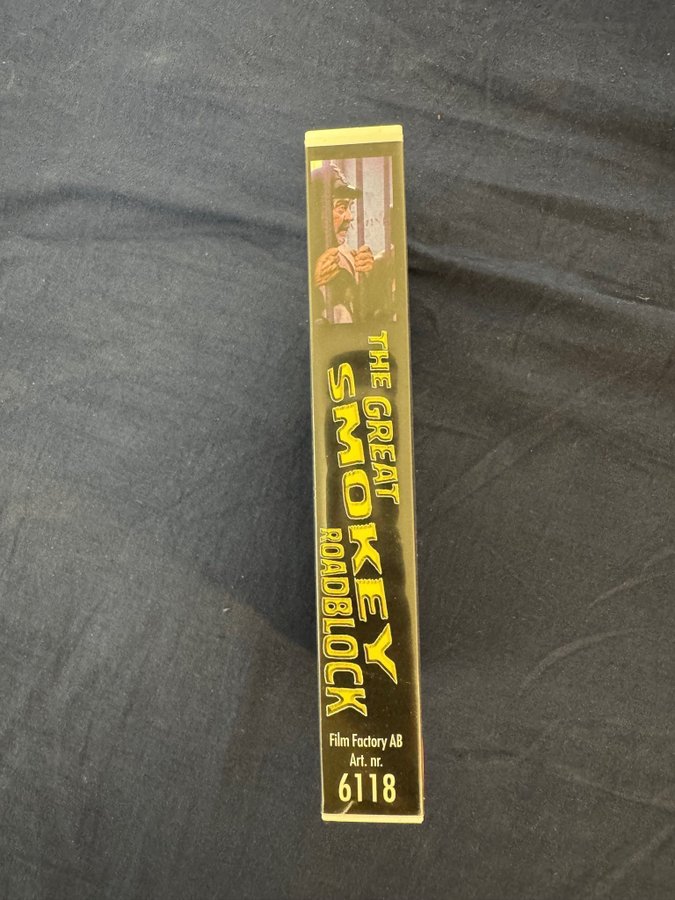 THE GREAT
SMOKEY
ROADBLOCK
Film Factory AB
Art. nr.
6118